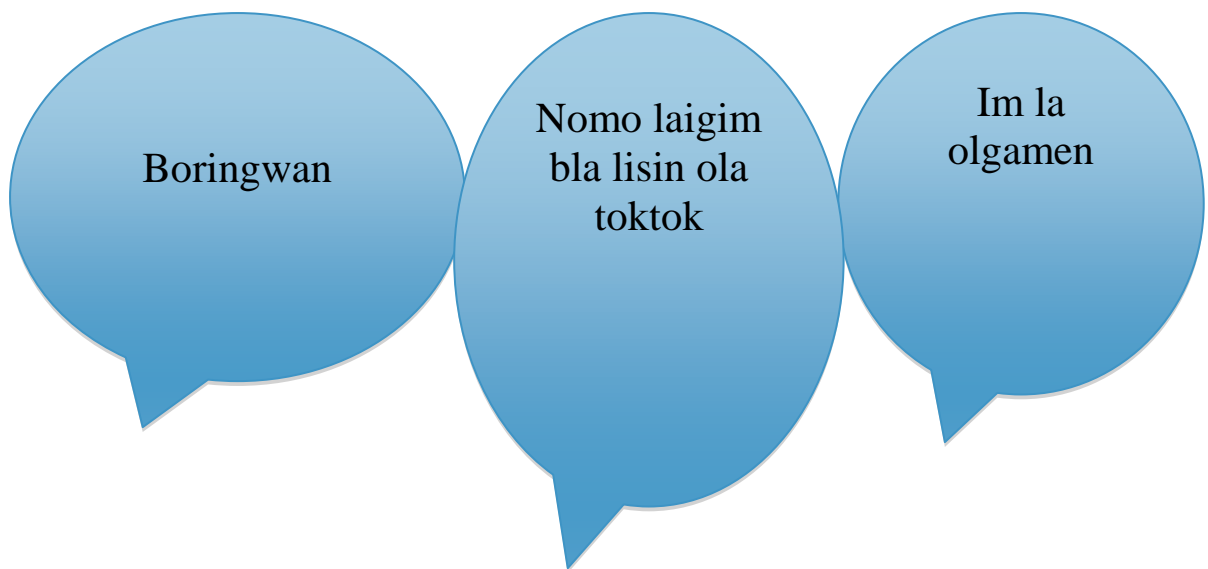 Boringwan
Nomo laigim
bla lisin ola
toktok
Im la
olgamen